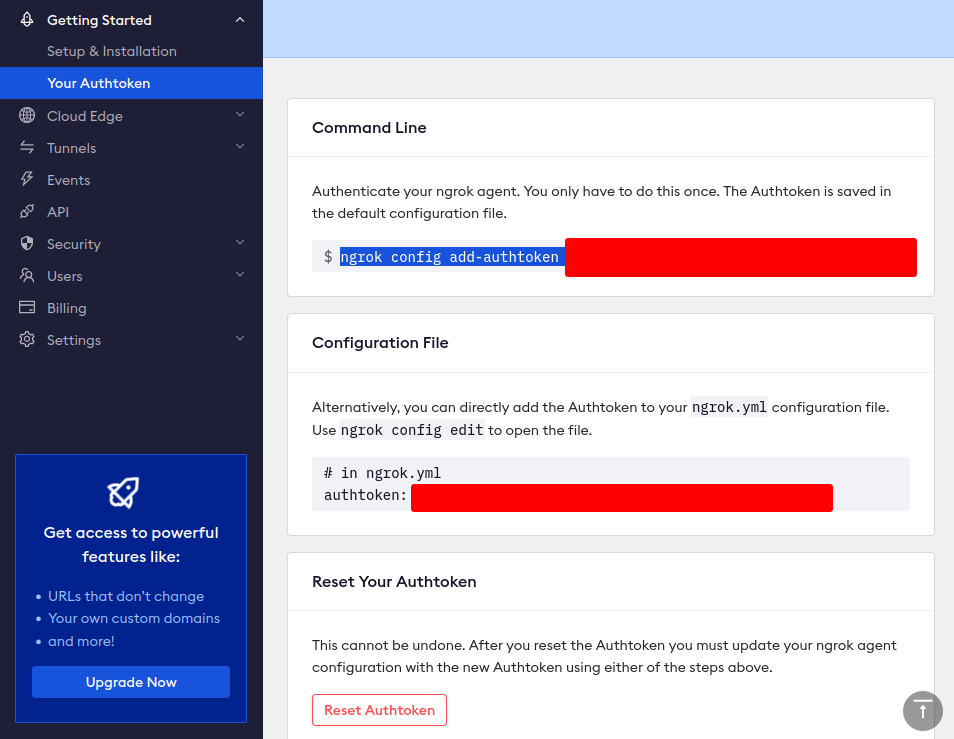 Getting Started
Setup & Installation
Your Authtoken
Cloud Edge
Tunnels
Events
API
Security
Users
Billing
Settings
Get access to powerful
features like:
• URLs that don't change
• Your own custom domains
• and more!
Upgrade Now
Command Line
Authenticate your ngrok agent. You only have to do this once. The Authtoken is saved in
the default configuration file.
$ ngrok config add-authtoken
Configuration File
Alternatively, you can directly add the Authtoken to your ngrok.yml configuration file.
Use ngrok config edit to open the file.
# in ngrok.yml
authtoken:
Reset Your Authtoken
This cannot be undone. After you reset the Authtoken you must update your ngrok agent
configuration with the new Authtoken using either of the steps above.
Reset Authtoken